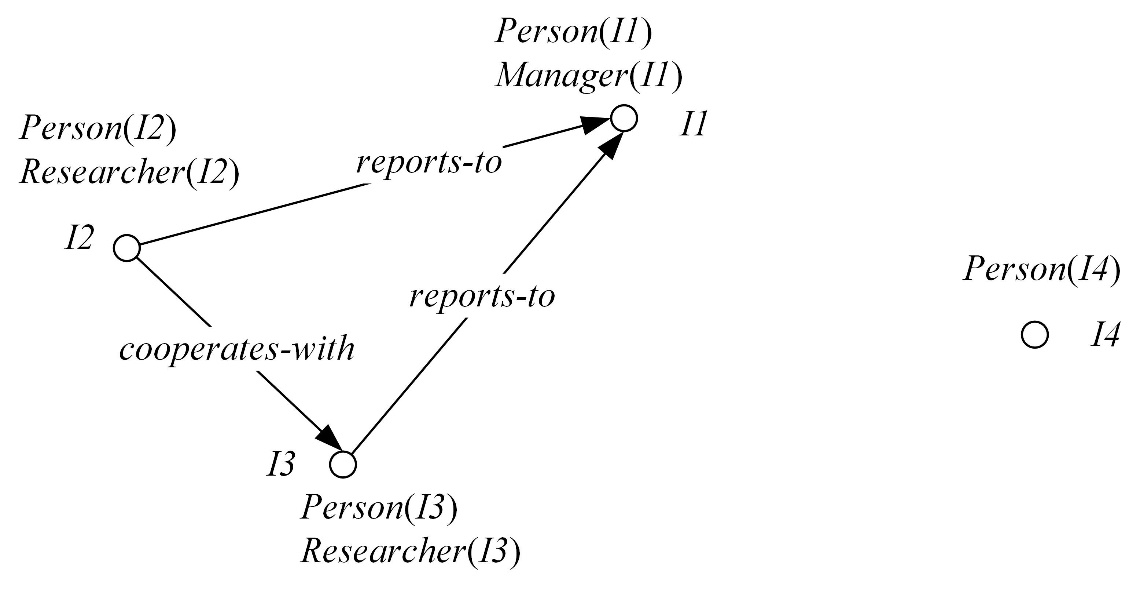 Person(I1)
Manager(I1)
I1
Person(I2)
Researcher(I2)
reports-to
I2
Person(I4)
reports-to
I4
cooperates-with
I3
Person(I3)
Researcher(I3)